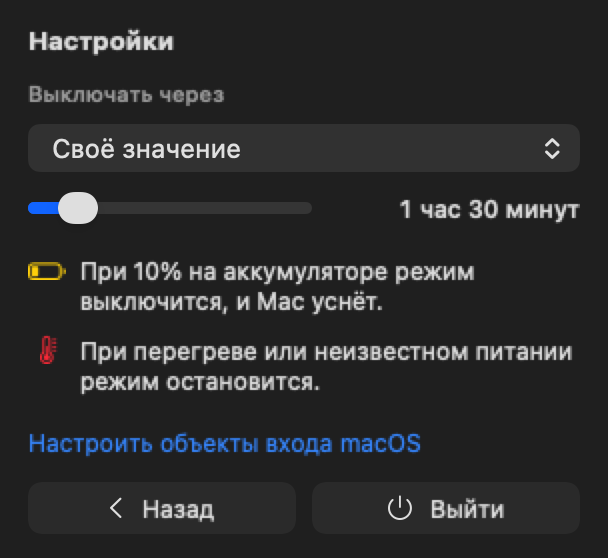 Настройки
Выключать через
Своё значение
1 час 30 минут
При 10% на аккумуляторе режим
выключится, и Mac уснёт.
При перегреве или неизвестном питании
режим остановится.
Настроить объекты входа macOS
Назад
Выйти